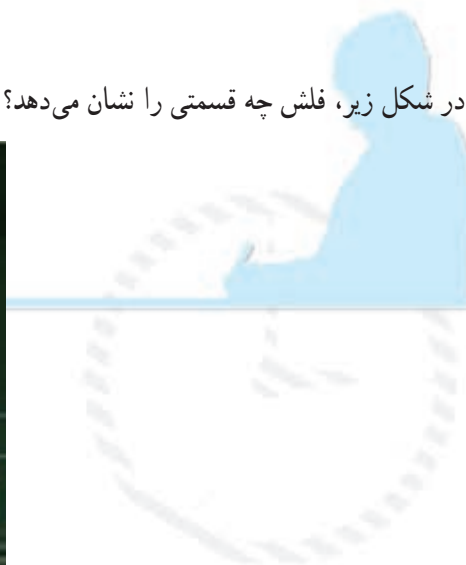 در شکل زیر، فلش چه قسمتی را نشان می‌دهد؟